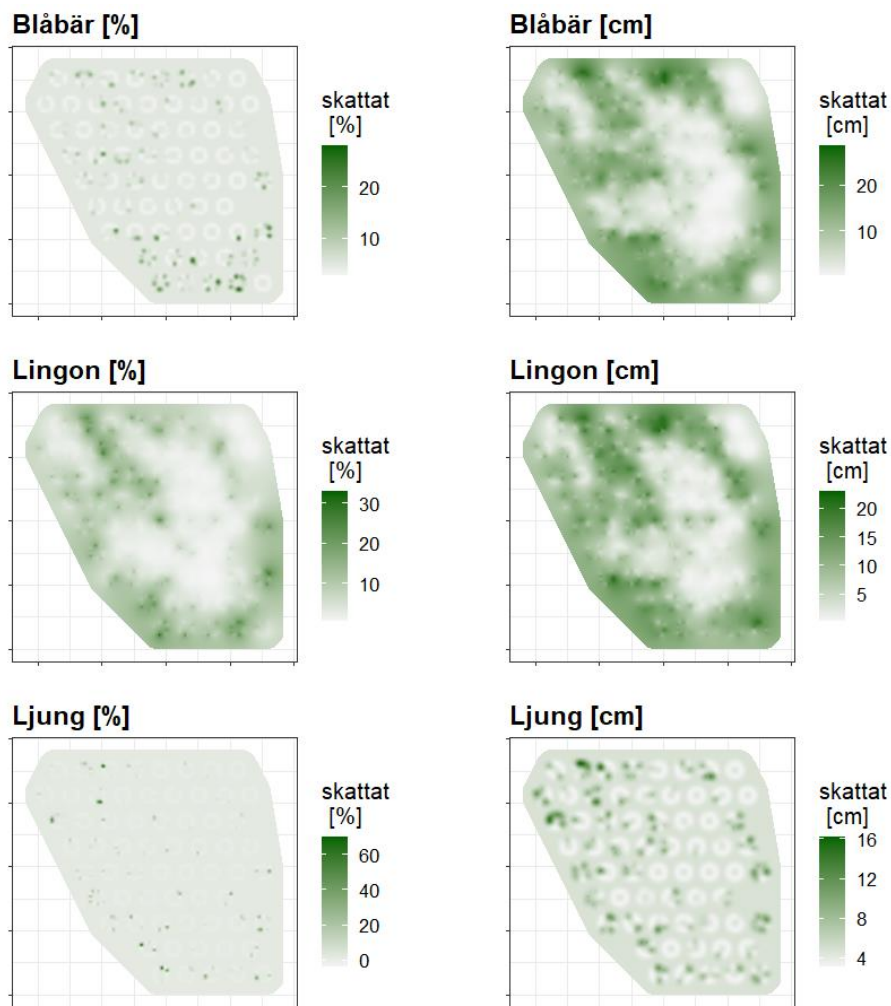 Blåbär [%]
skattat
[%]
20
10
Blåbär [cm]
skattat
[cm]
20
10
Lingon [%]
skattat
[%]
30
20
10
Lingon [cm]
skattat
[cm]
20
15
10
5
Ljung [%]
skattat
[%]
60
40
20
0
Ljung [cm]
skattat
[cm]
16
12
8
4